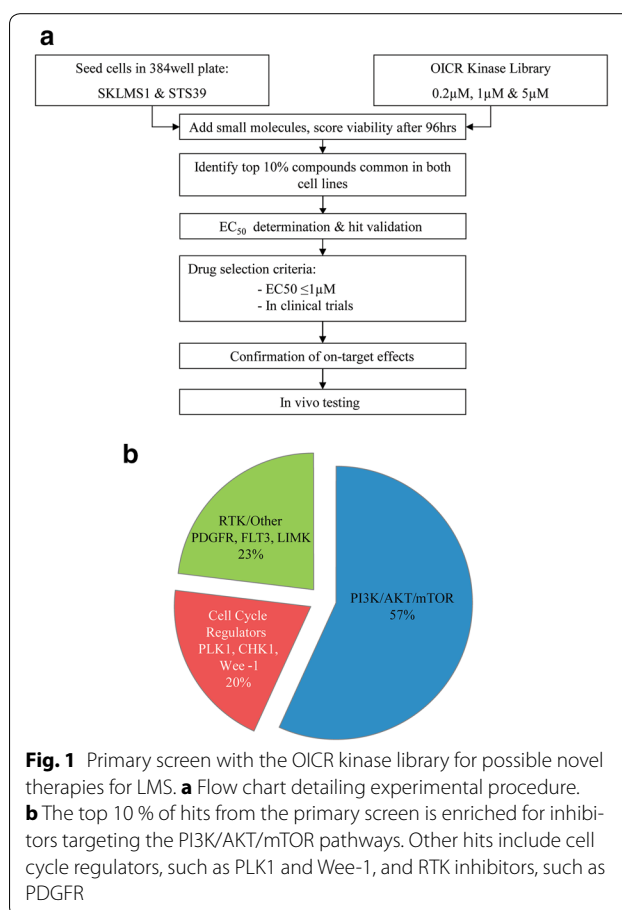 a
Seed cells in 384well plate:
SKLMS1 & STS39
OICR Kinase Library
0.2µM, 1µM & 5µM
Add small molecules, score viability after 96hrs
Identify top 10% compounds common in both
cell lines
EC50 determination & hit validation
Drug selection criteria:
- EC50 ≤1µM
- In clinical trials
Confirmation of on-target effects
In vivo testing
b
RTK/Other
PDGFR, FLT3, LIMK
23%
PI3K/AKT/mTOR
57%
Cell Cycle
Regulators
PLK1, CHK1,
Wee -1
20%
Fig. 1 Primary screen with the OICR kinase library for possible novel
therapies for LMS. a Flow chart detailing experimental procedure.
b The top 10 % of hits from the primary screen is enriched for inhibi-
tors targeting the PI3K/AKT/mTOR pathways. Other hits include cell
cycle regulators, such as PLK1 and Wee-1, and RTK inhibitors, such as
PDGFR